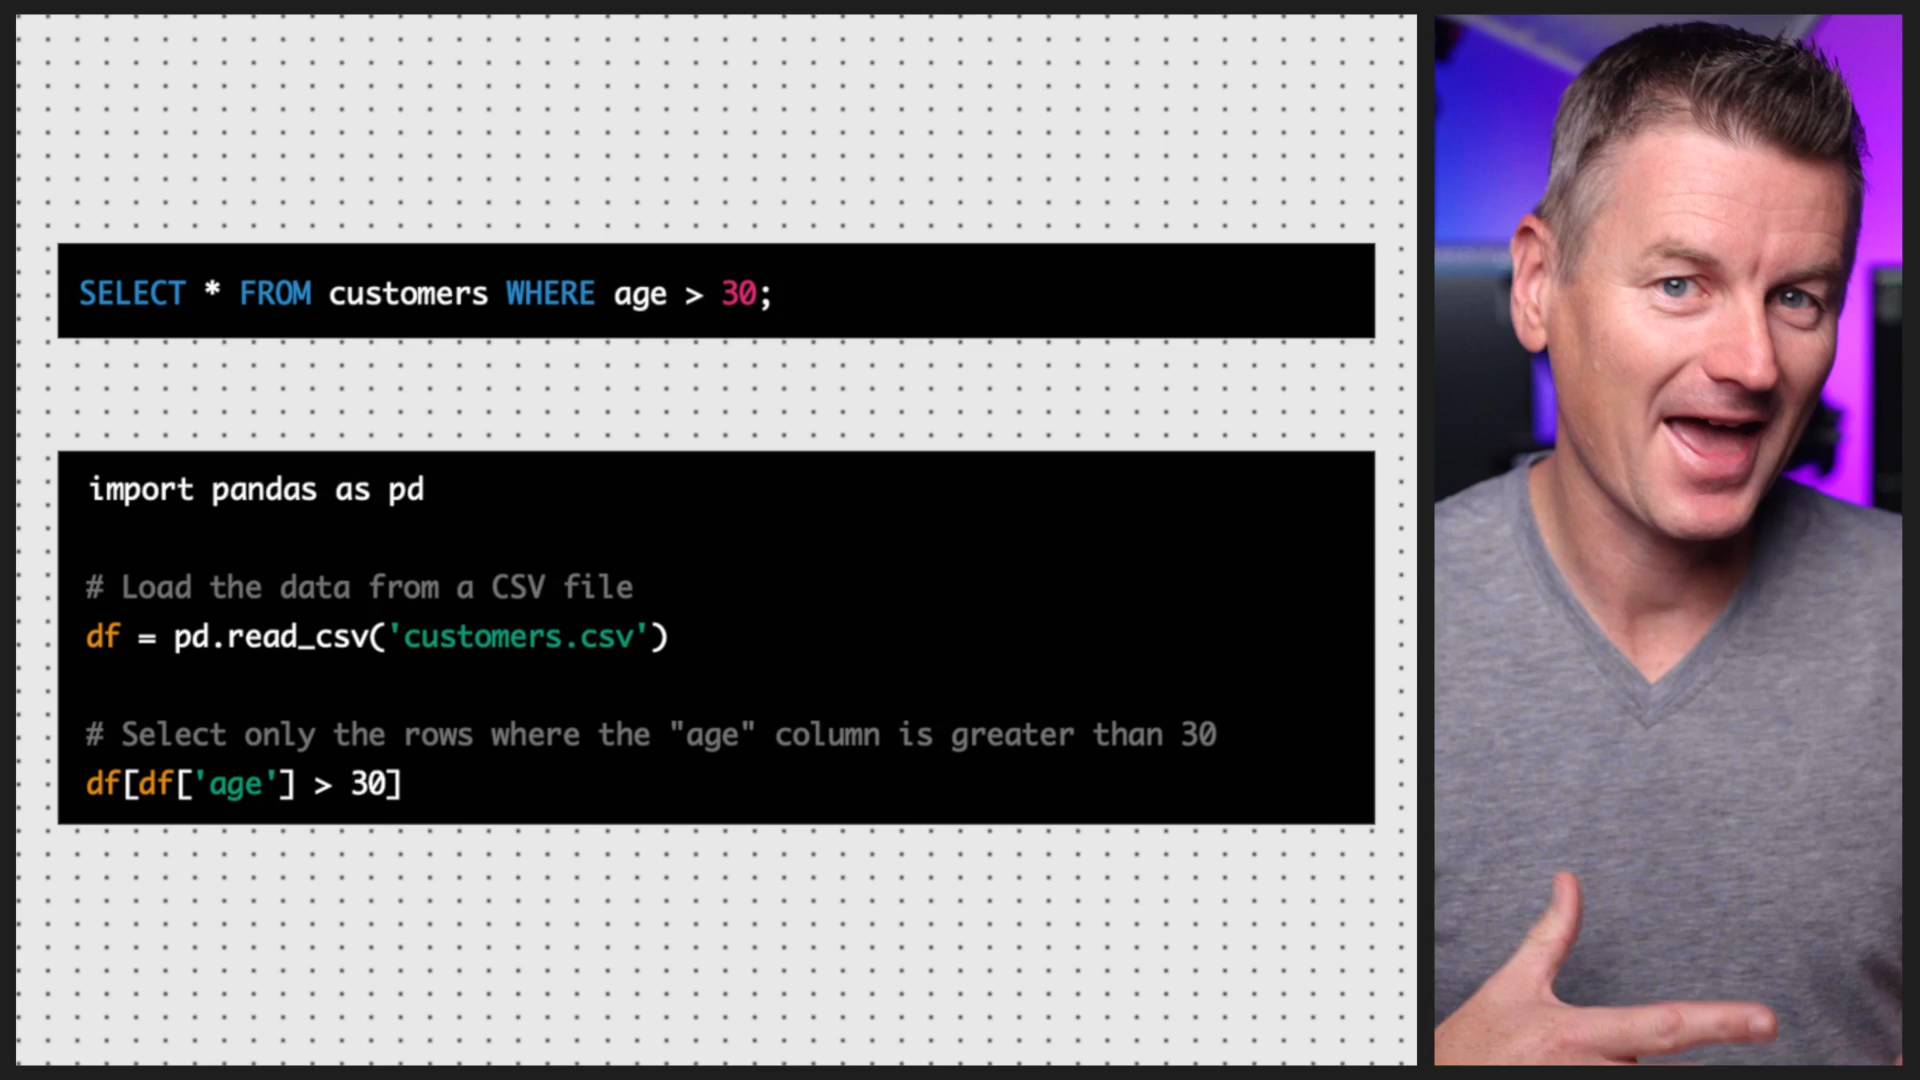 SELECT * FROM customers WHERE age > 30;
import pandas as pd
# Load the data from a CSV file
df = pd.read_csv('customers.csv')
# Select only the rows where the "age" column is greater than 30
df[df['age'] > 30]